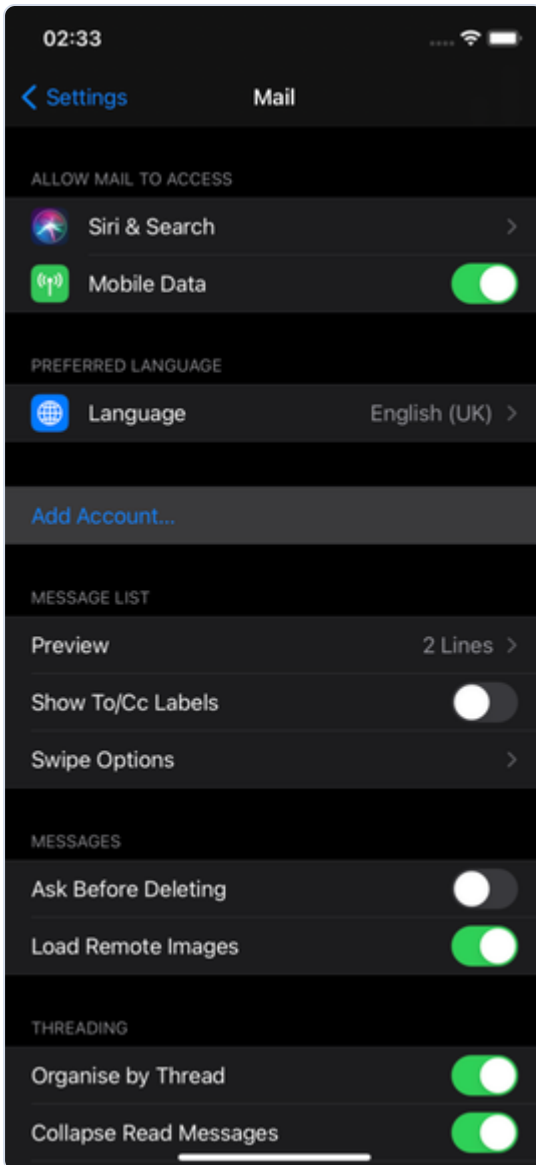 02:33
Settings
Mail
ALLOW MAIL TO ACCESS
Siri & Search
Mobile Data
PREFERRED LANGUAGE
Language English (UK)
Add Account...
MESSAGE LIST
Preview 2 Lines
Show To/Cc Labels
Swipe Options
MESSAGES
Ask Before Deleting
Load Remote Images
THREADING
Organise by Thread
Collapse Read Messages